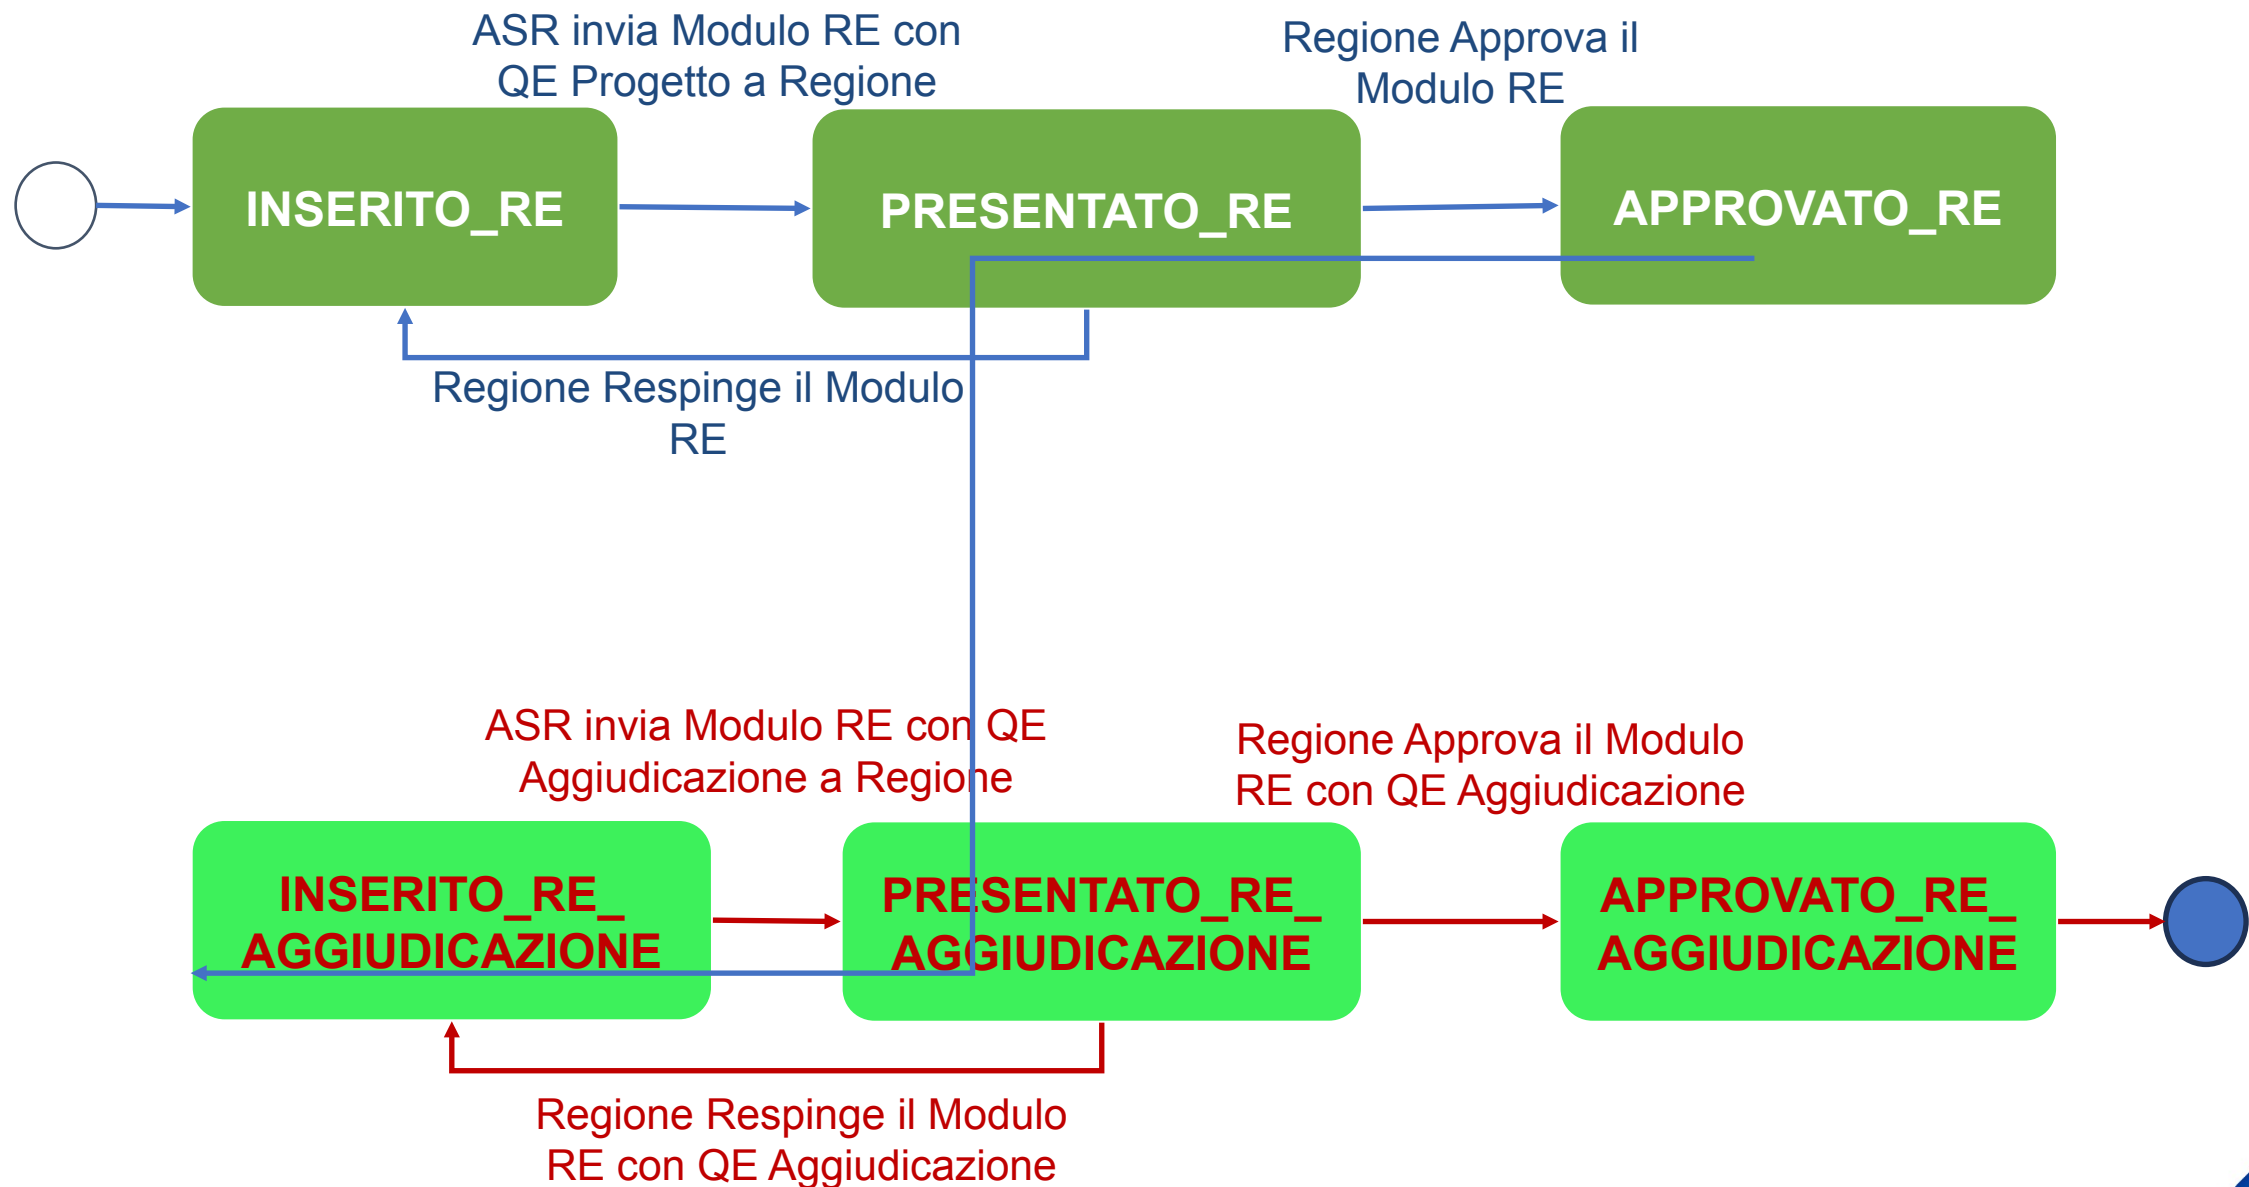 ASR invia Modulo RE con
QE Progetto a Regione
Regione Approva il
Modulo RE
INSERITO_RE
PRESENTATO_RE
APPROVATO_RE
Regione Respinge il Modulo
RE
ASR invia Modulo RE con QE
Aggiudicazione a Regione
Regione Approva il Modulo
RE con QE Aggiudicazione
INSERITO_RE_
AGGIUDICAZIONE
PRESENTATO_RE_
AGGIUDICAZIONE
APPROVATO_RE_
AGGIUDICAZIONE
Regione Respinge il Modulo
RE con QE Aggiudicazione